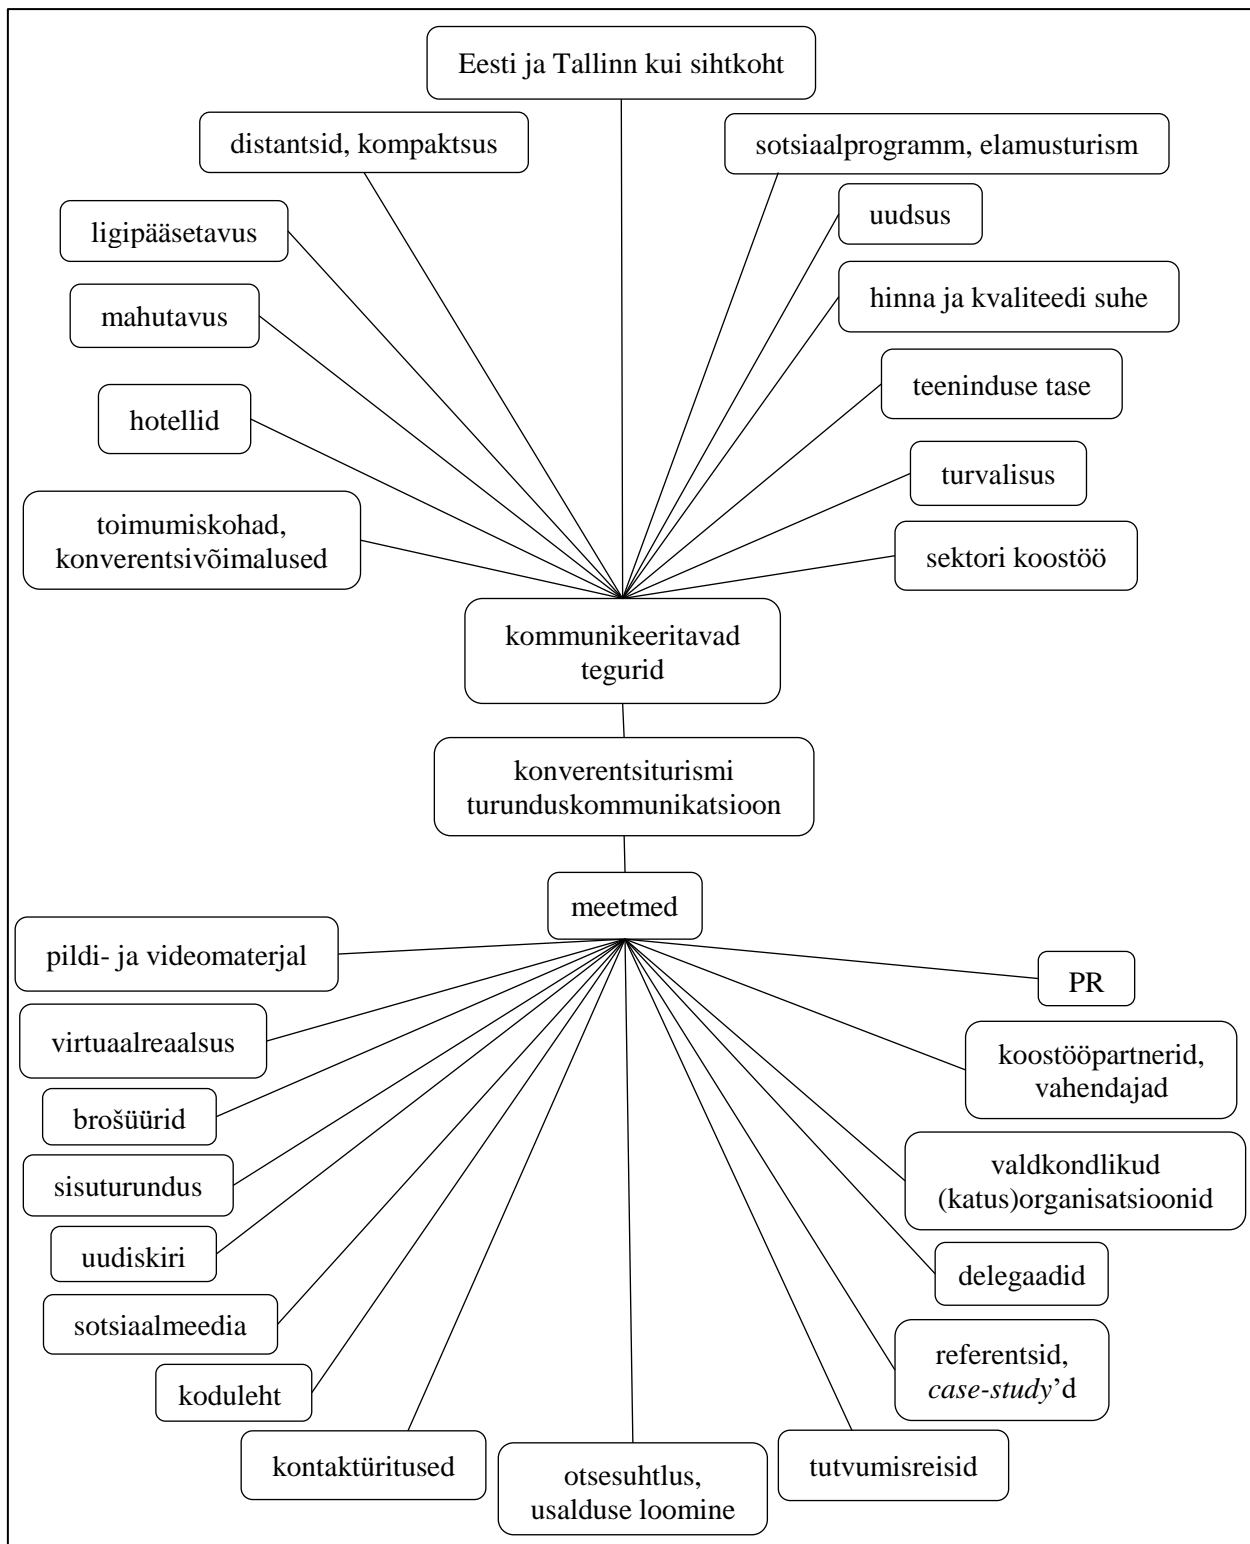 Eesti ja Tallinn kui sihtkoht
distantsid, kompaktsus
sotsiaalprogramm, elamusturism
ligipääsetavus
uudsus
mahutavus
hinna ja kvaliteedi suhe
hotellid
teeninduse tase
turvalisus
toimumiskohad,
konverentsivõimalused
sektori koostöö
kommunikeeritavad
tegurid
konverentsiturismi
turunduskommunikatsioon
meetmed
pildi- ja videomaterjal
PR
virtuaalreaalsus
koostööpartnerid,
vahendajad
brošüürid
sisuturundus
valdkondlikud
(katus)organisatsioonid
uudiskiri
delegaadid
sotsiaalmeedia
referentsid,
case-study’d
koduleht
kontaktüritused
otsesuhtlus,
usalduse loomine
tutvumisreisid